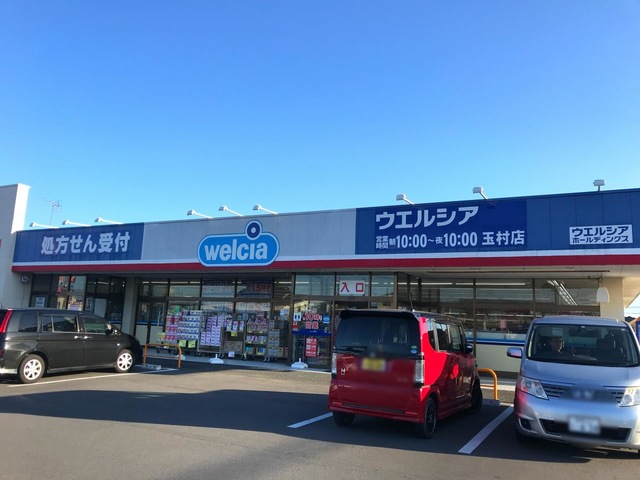 処方せん受付
welcia
ウエルシア
営業時間 朝10:00～夜10:00 玉村店
ウエルシア
ホールディングス
入口